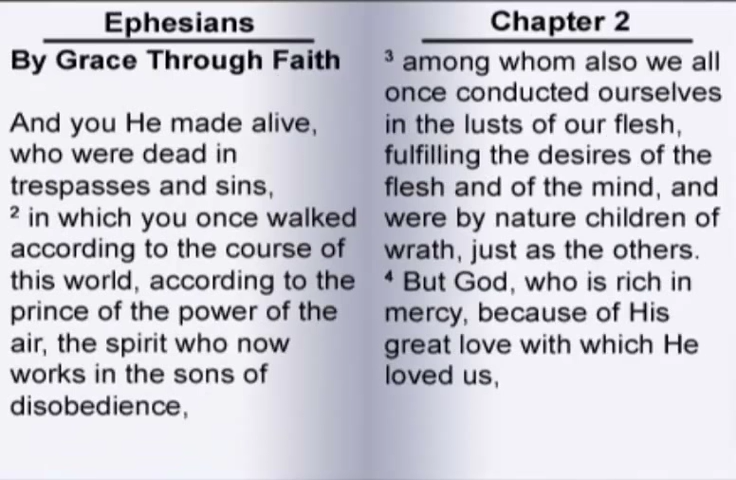 Ephesians
By Grace Through Faith
And you He made alive,
who were dead in
trespasses and sins,
² in which you once walked
according to the course of
this world, according to the
prince of the power of the
air, the spirit who now
works in the sons of
disobedience,
Chapter 2
³ among whom also we all
once conducted ourselves
in the lusts of our flesh,
fulfilling the desires of the
flesh and of the mind, and
were by nature children of
wrath, just as the others.
⁴ But God, who is rich in
mercy, because of His
great love with which He
loved us,